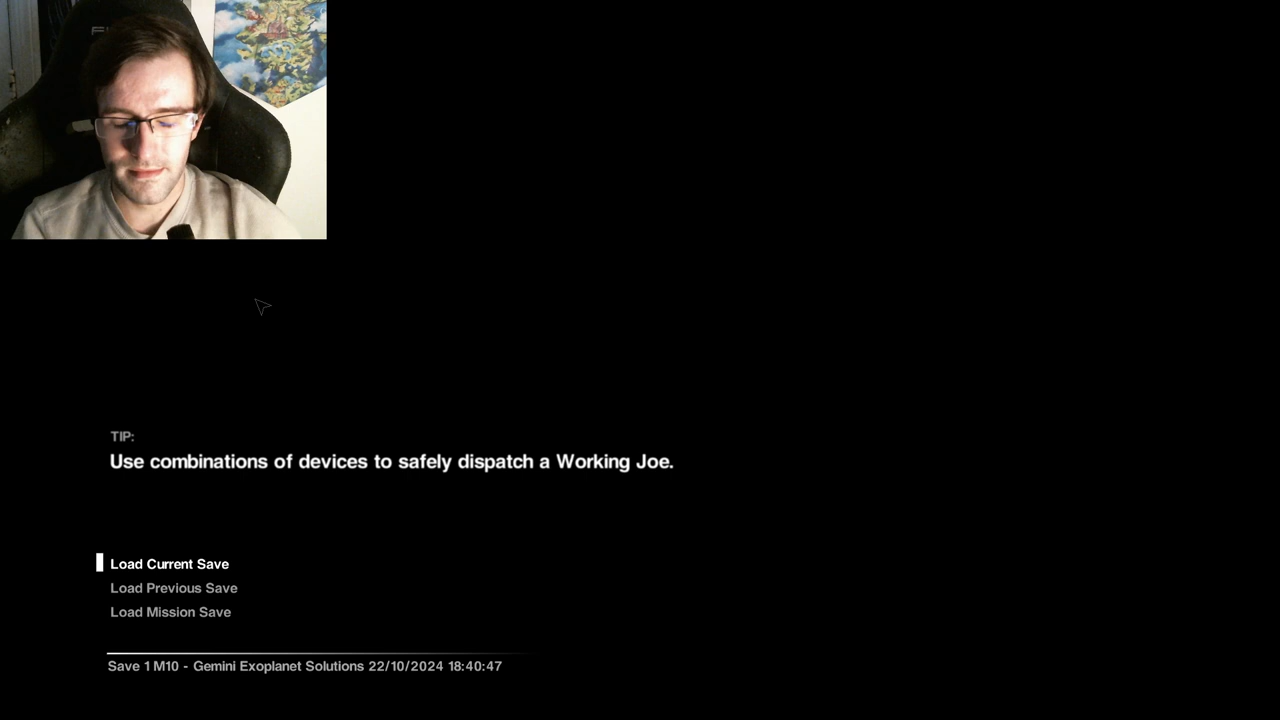 TIP:
Use combinations of devices to safely dispatch a Working Joe.
Load Current Save
Load Previous Save
Load Mission Save
Save 1 M10 - Gemini Exoplanet Solutions 22/10/2024 18:40:47